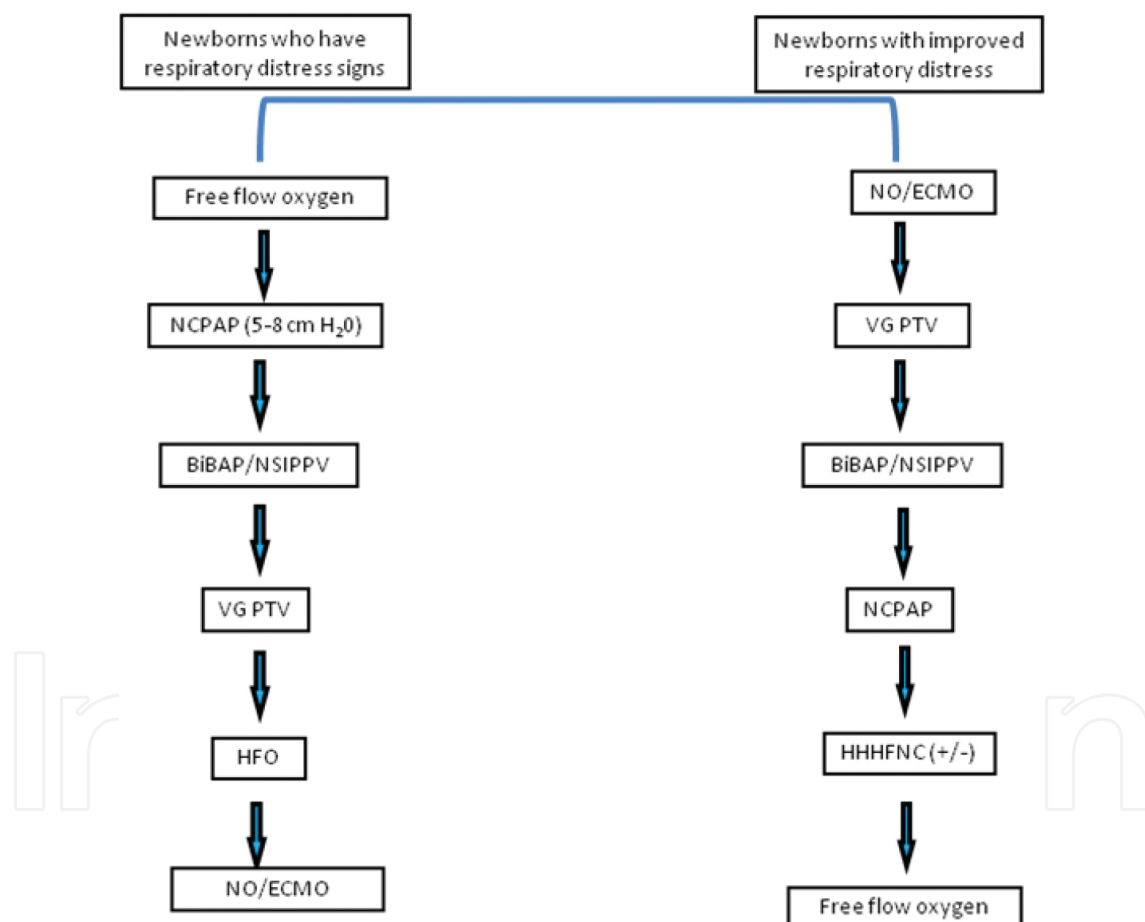 Newborns who have
respiratory distress signs
Free flow oxygen
NCPAP (5-8 cm H₂0)
BiBAP/NSIPPV
VG PTV
HFO
NO/ECMO
Newborns with improved
respiratory distress
NO/ECMO
VG PTV
BiBAP/NSIPPV
NCPAP
HHHFNC (+/-)
Free flow oxygen